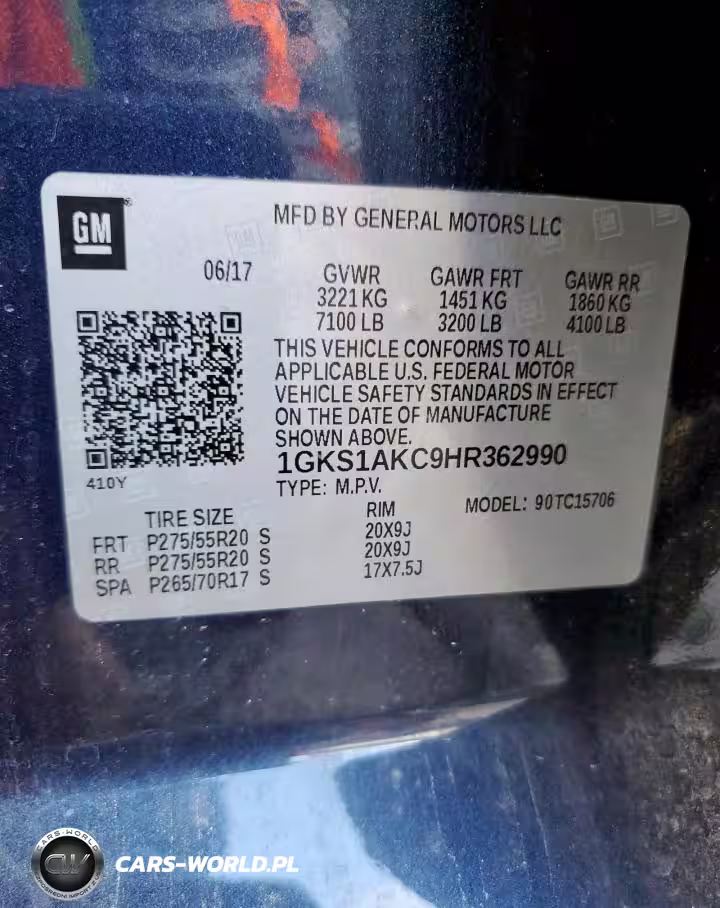 GM
MFD BY GENERAL MOTORS LLC
06/17 GVWR GAWR FRT GAWR RR
3221 KG 1451 KG 1860 KG
7100 LB 3200 LB 4100 LB
THIS VEHICLE CONFORMS TO ALL
APPLICABLE U.S. FEDERAL MOTOR
VEHICLE SAFETY STANDARDS IN EFFECT
ON THE DATE OF MANUFACTURE
SHOWN ABOVE.
1GKS1AKC9HR362990
410Y
TYPE: M.P.V. MODEL: 90TC15706
TIRE SIZE RIM
FRT P275/55R20 S 20X9J
RR P275/55R20 S 20X9J
SPA P265/70R17 S 17X7.5J
CARS-WORLD
CW
CARS-WORLD.PL